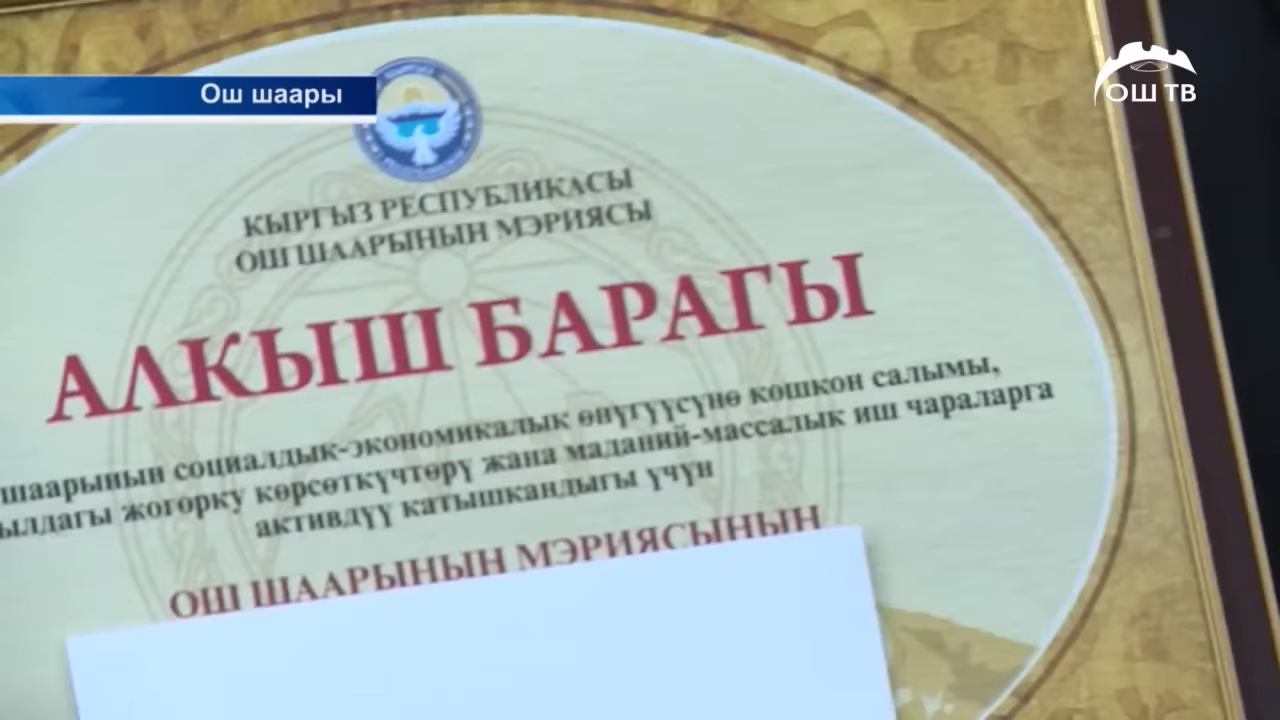 Ош шаары
ОШ ТВ
КЫРГЫЗ РЕСПУБЛИКАСЫ
ОШ ШААРЫНЫН МЭРИЯСЫ
АЛКЫШ БАРАГЫ
шаарынын социалдык-экономикалык өнүгүүсүнө кошкон салымы,
жогорку көрсөткүчтөрү жана маданий-массалык иш чараларга
активдүү катышкандыгы үчүн
ОШ ШААРЫНЫН МЭРИЯСЫНЫН